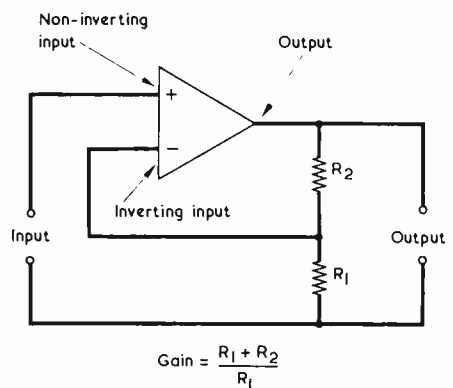 Non-inverting
input
Output
+
−
R2
Inverting input
Input
Output
R1
Gain = R1 + R2
R1